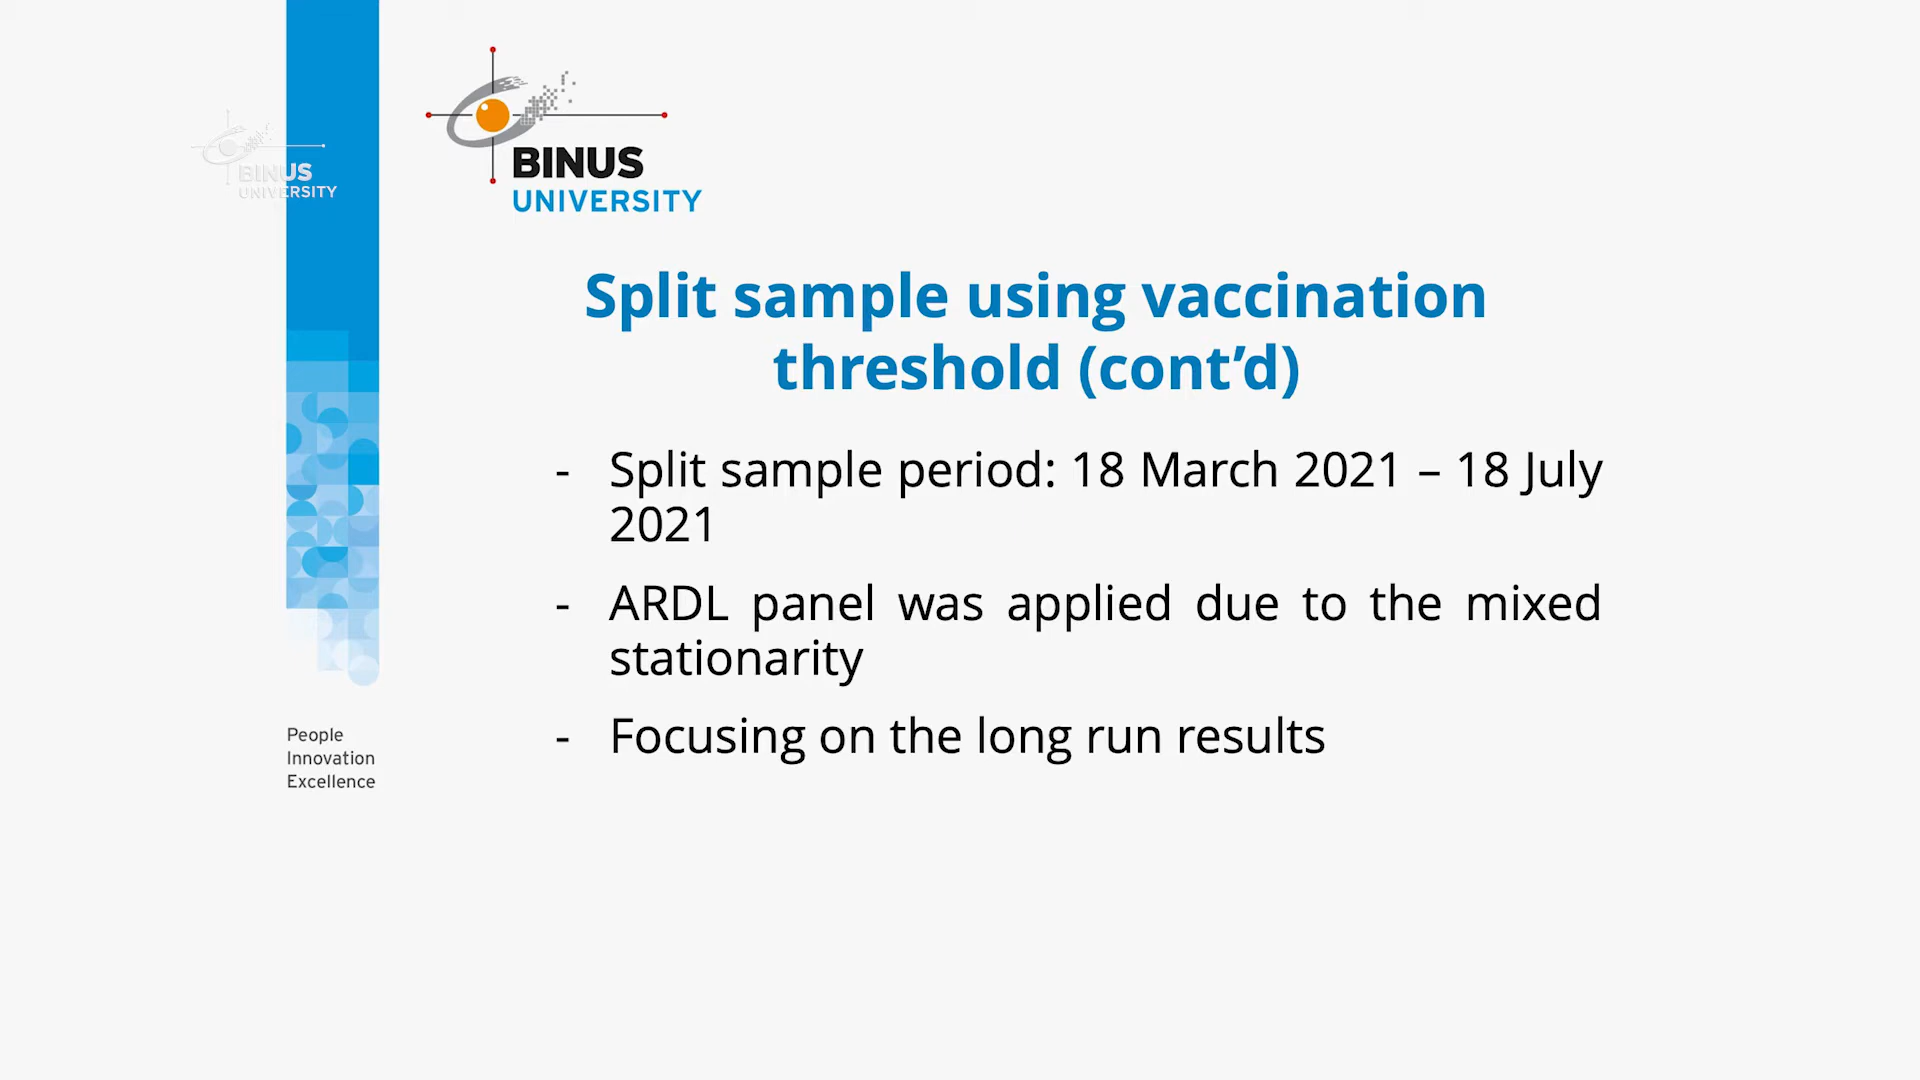 BINUS
UNIVERSITY
BINUS
UNIVERSITY
Split sample using vaccination
threshold (cont’d)
- Split sample period: 18 March 2021 – 18 July
2021
- ARDL panel was applied due to the mixed
stationarity
- Focusing on the long run results
People
Innovation
Excellence